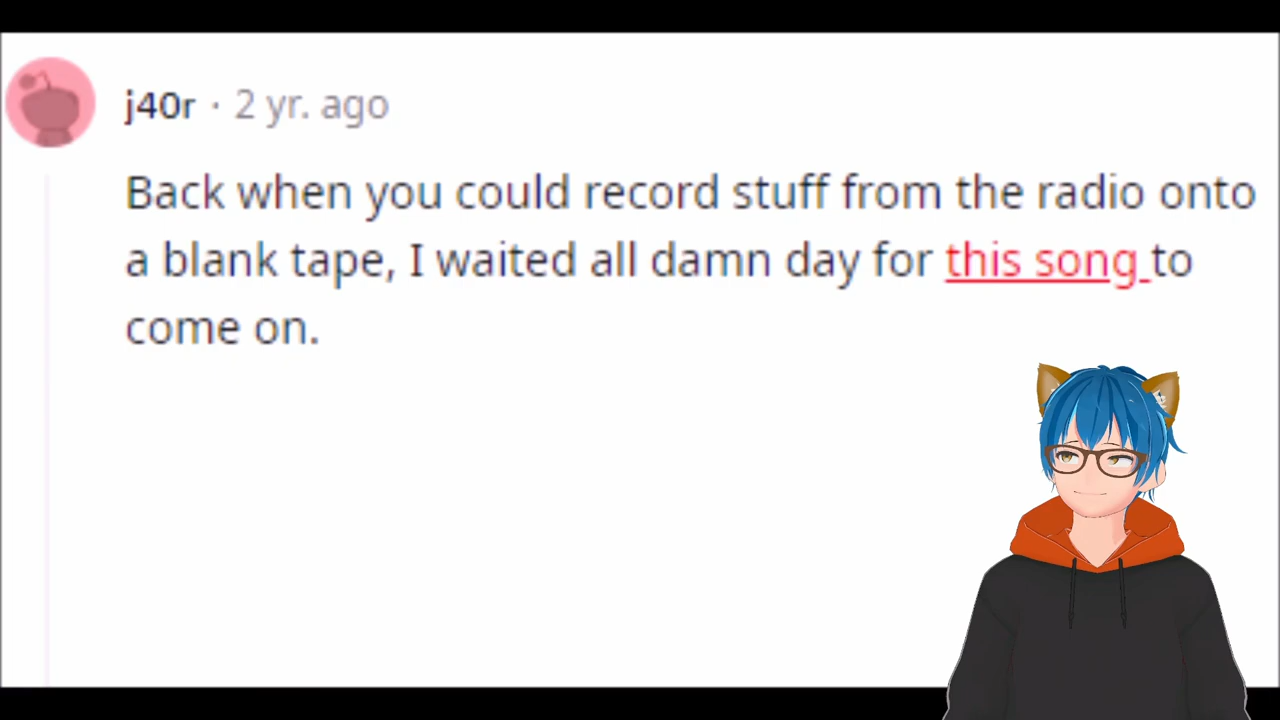 j40r · 2 yr. ago
Back when you could record stuff from the radio onto
a blank tape, I waited all damn day for this song to
come on.